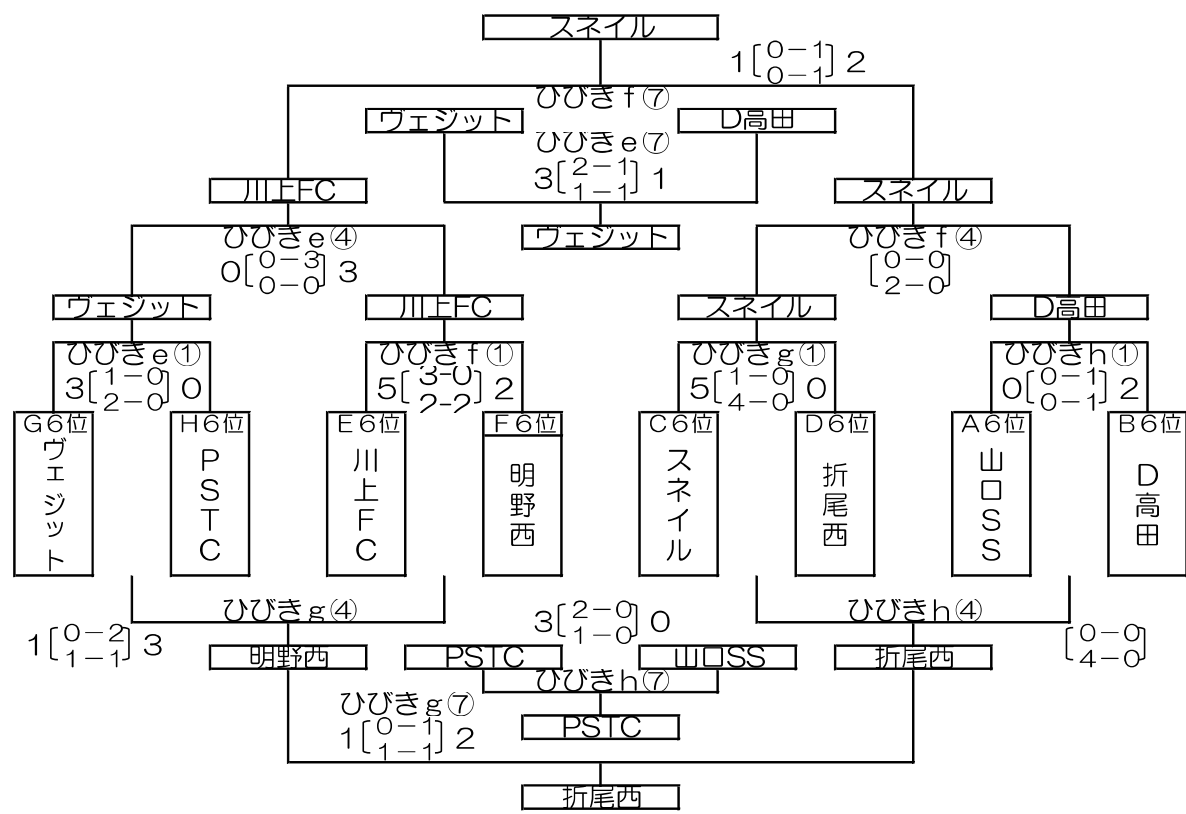 スネイル
1 [0-1 0-1] 2
ひびきf⑦
ヴェジット D高田
ひびきe⑦
3 [2-1 1-1] 1
川上FC スネイル
ひびきe④ ヴェジット ひびきf④
0 [0-3 0-0] 3 [0-0 2-0]
ヴェジット 川上FC スネイル D高田
ひびきe① ひびきf① ひびきg① ひびきh①
3 [1-0 2-0] 0 5 [3-0 2-2] 2 5 [1-0 4-0] 0 0 [0-1 0-1] 2
G6位 H6位 E6位 F6位 C6位 D6位 A6位 B6位
ヴェジット PSTC 川上FC 明野西 スネイル 折尾西 山口SS D高田
ひびきg④ 3 [2-0 1-0] 0 ひびきh④
1 [0-2 1-1] 3 [0-0 4-0]
明野西 PSTC 山口SS 折尾西
ひびきh⑦
ひびきg⑦
1 [0-1 1-1] 2 PSTC
折尾西